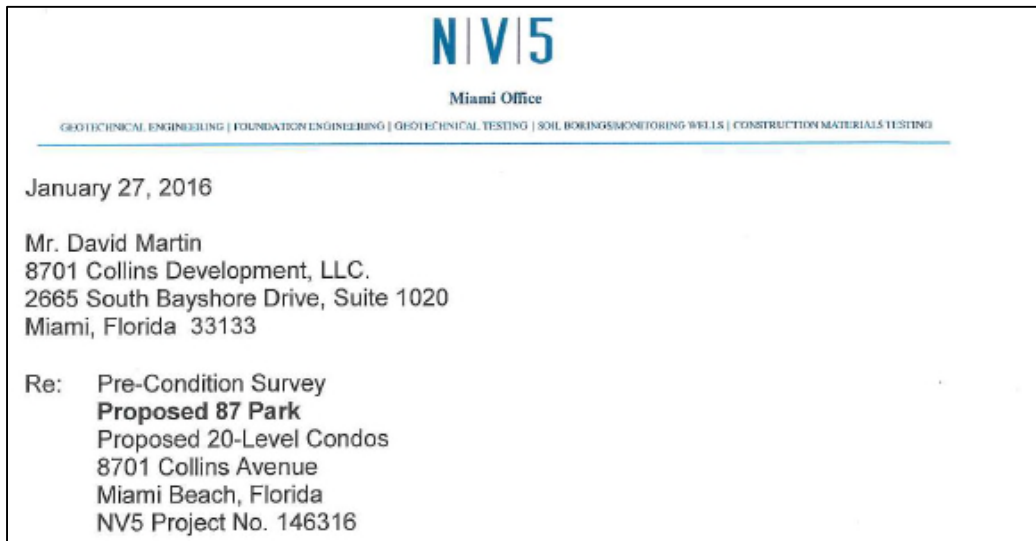 N|V|5
Miami Office
GEOTECHNICAL ENGINEERING | FOUNDATION ENGINEERING | GEOTECHNICAL TESTING | SOIL BORINGS/MONITORING WELLS | CONSTRUCTION MATERIALS TESTING
January 27, 2016
Mr. David Martin
8701 Collins Development, LLC.
2665 South Bayshore Drive, Suite 1020
Miami, Florida 33133
Re: Pre-Condition Survey
Proposed 87 Park
Proposed 20-Level Condos
8701 Collins Avenue
Miami Beach, Florida
NV5 Project No. 146316